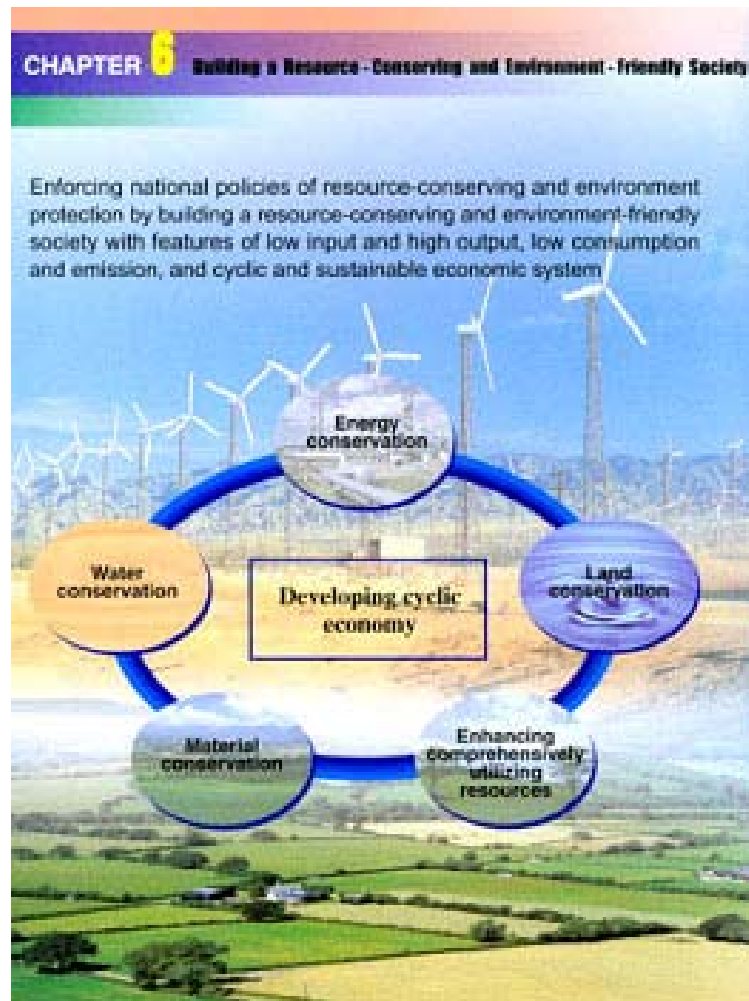 CHAPTER 6 Building a Resource-Conserving and Environment-Friendly Society
Enforcing national policies of resource-conserving and environment
protection by building a resource-conserving and environment-friendly
society with features of low input and high output, low consumption
and emission, and cyclic and sustainable economic system
Energy
conservation
Water
conservation
Land
conservation
Developing cyclic
economy
Material
conservation
Enhancing
comprehensively
utilizing
resources